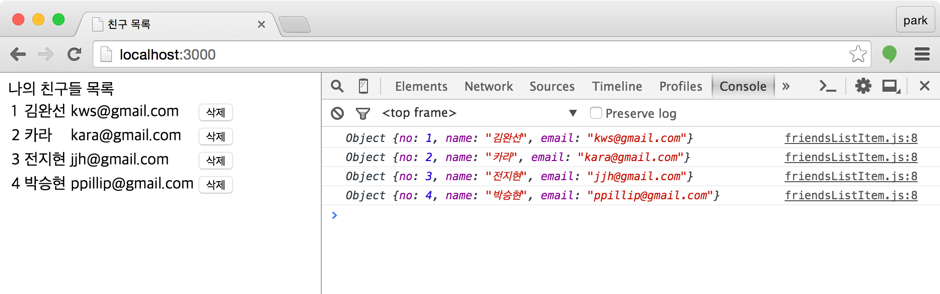 친구 목록
park
localhost:3000
나의 친구들 목록
1 김완선 kws@gmail.com 삭제
2 카라 kara@gmail.com 삭제
3 전지현 jjh@gmail.com 삭제
4 박승현 ppillip@gmail.com 삭제
Elements Network Sources Timeline Profiles Console »
<top frame> ▼ Preserve log
Object {no: 1, name: "김완선", email: "kws@gmail.com"} friendsListItem.js:8
Object {no: 2, name: "카라", email: "kara@gmail.com"} friendsListItem.js:8
Object {no: 3, name: "전지현", email: "jjh@gmail.com"} friendsListItem.js:8
Object {no: 4, name: "박승현", email: "ppillip@gmail.com"} friendsListItem.js:8
>